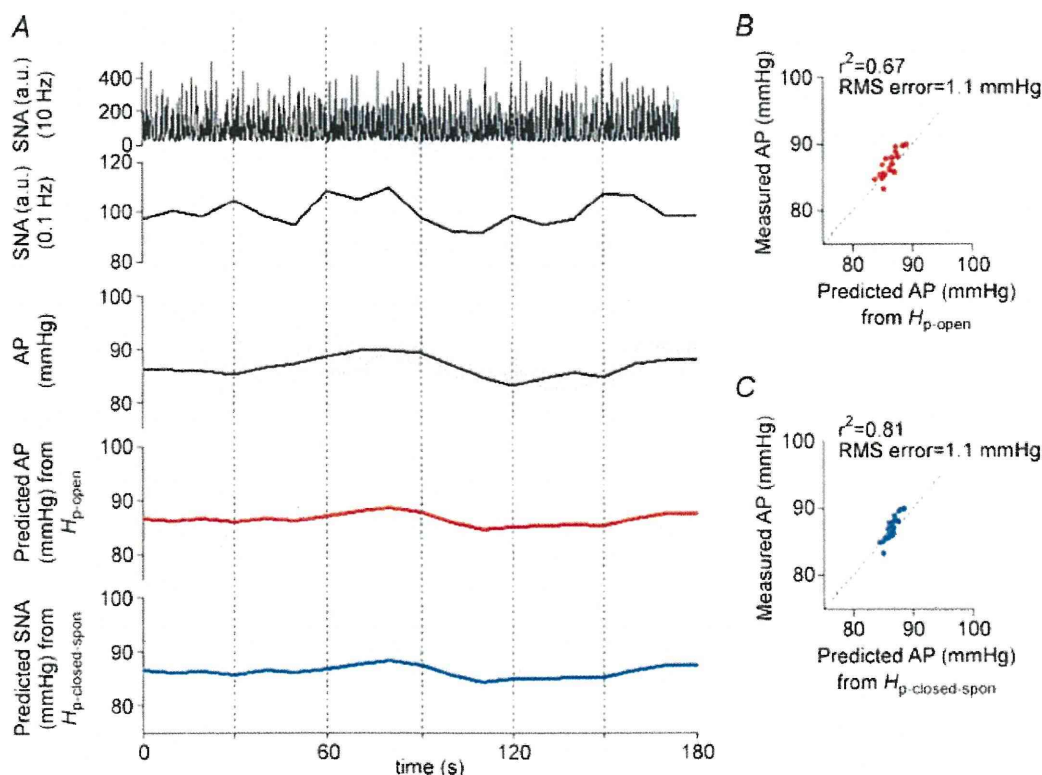 A
SNA (a.u.)
(10 Hz)
400
200
0
SNA (a.u.)
(0.1 Hz)
120
100
80
AP
(mmHg)
100
90
80
Predicted AP
(mmHg) from
Hp-open
100
90
80
Predicted SNA
(mmHg) from
Hp-closed-spon
100
90
80
0
60
120
180
time (s)
B
r²=0.67
RMS error=1.1 mmHg
Measured AP (mmHg)
100
90
80
80
90
100
Predicted AP (mmHg)
from Hp-open
C
r²=0.81
RMS error=1.1 mmHg
Measured AP (mmHg)
100
90
80
80
90
100
Predicted AP (mmHg)
from Hp-closed-spon